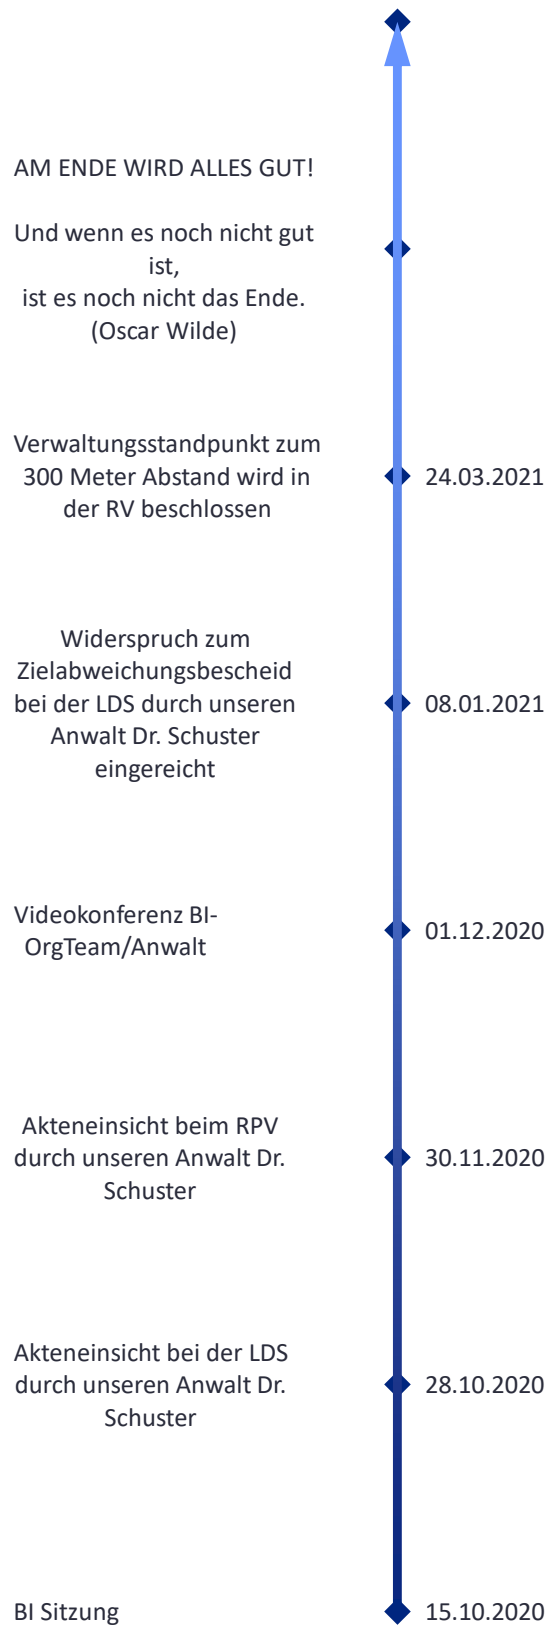 AM ENDE WIRD ALLES GUT!
Und wenn es noch nicht gut
ist,
ist es noch nicht das Ende.
(Oscar Wilde)
Verwaltungsstandpunkt zum
300 Meter Abstand wird in
der RV beschlossen
24.03.2021
Widerspruch zum
Zielabweichungsbescheid
bei der LDS durch unseren
Anwalt Dr. Schuster
eingereicht
08.01.2021
Videokonferenz BI-
OrgTeam/Anwalt
01.12.2020
Akteneinsicht beim RPV
durch unseren Anwalt Dr.
Schuster
30.11.2020
Akteneinsicht bei der LDS
durch unseren Anwalt Dr.
Schuster
28.10.2020
BI Sitzung
15.10.2020